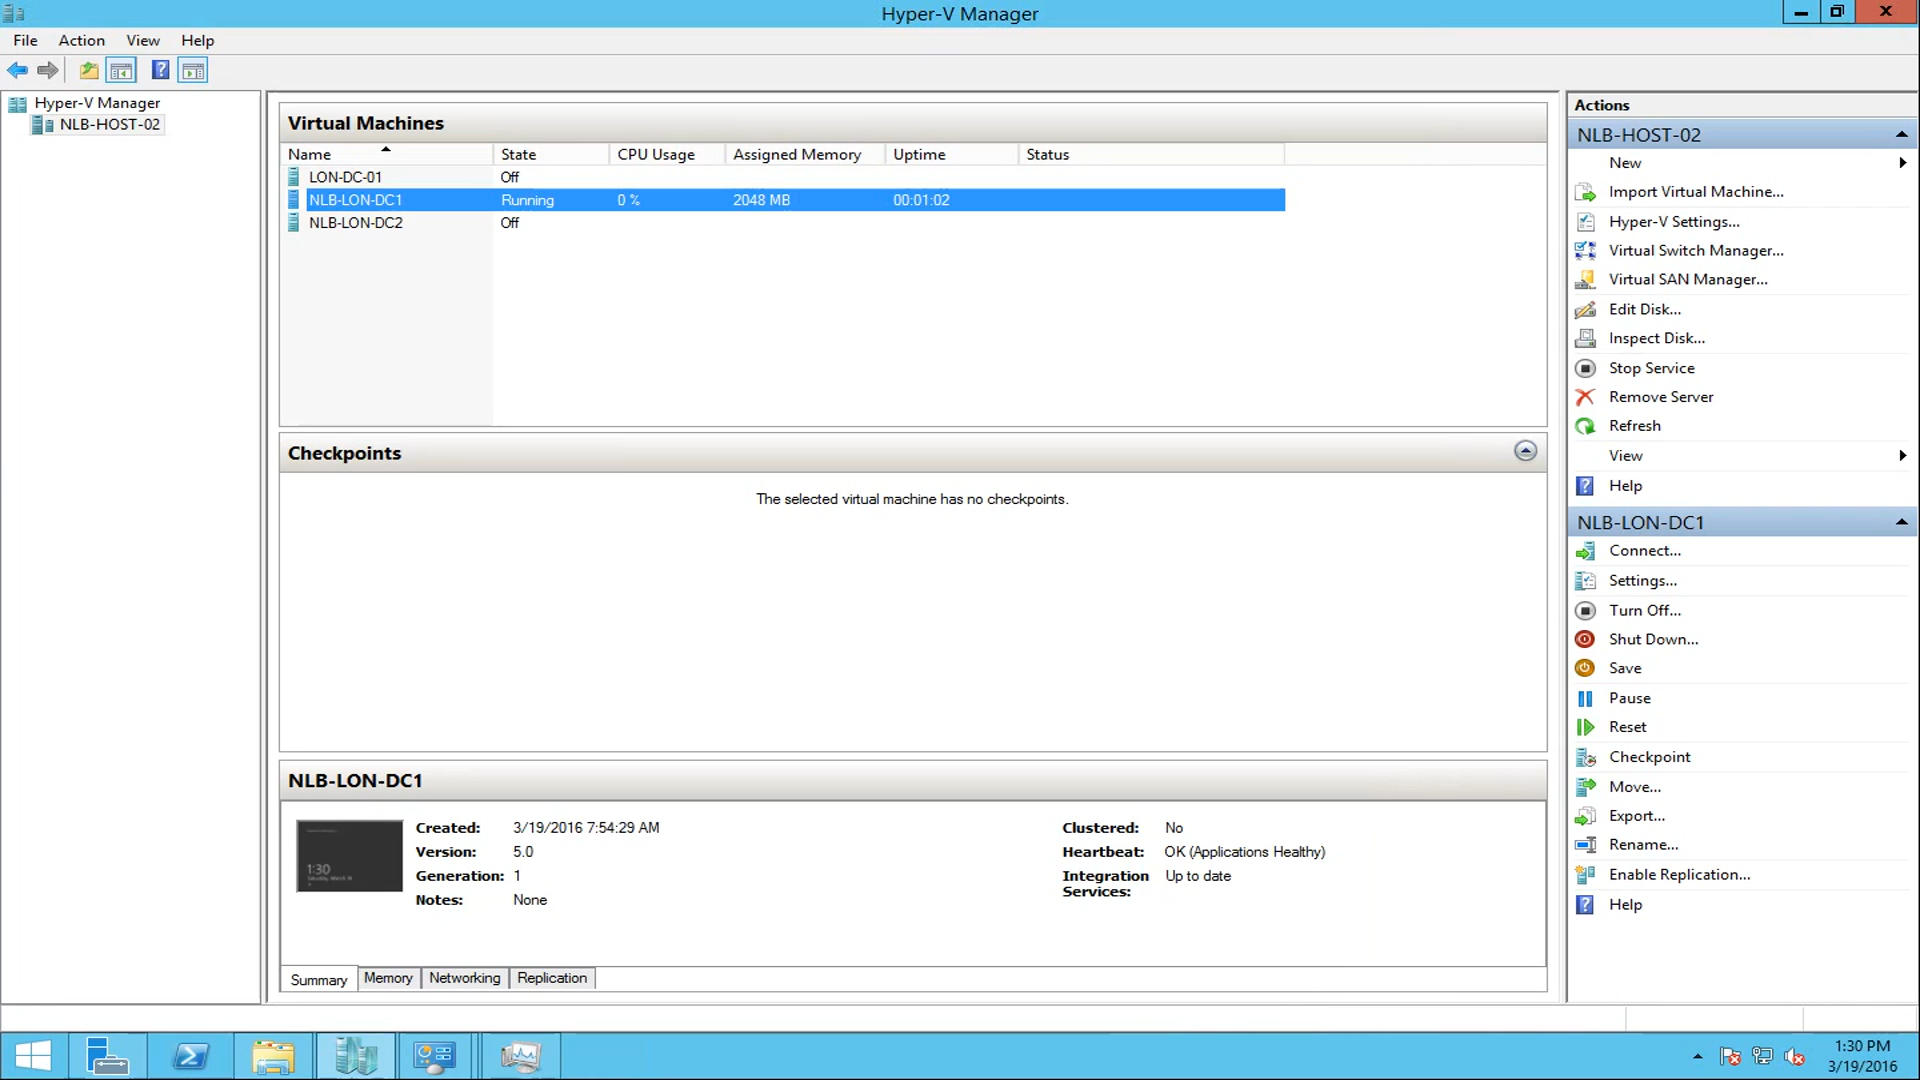 Hyper-V Manager
File Action View Help
Hyper-V Manager
NLB-HOST-02
Virtual Machines
Name State CPU Usage Assigned Memory Uptime Status
LON-DC-01 Off
NLB-LON-DC1 Running 0 % 2048 MB 00:01:02
NLB-LON-DC2 Off
Checkpoints
The selected virtual machine has no checkpoints.
NLB-LON-DC1
1:30
Created: 3/19/2016 7:54:29 AM
Version: 5.0
Generation: 1
Notes: None
Clustered: No
Heartbeat: OK (Applications Healthy)
Integration Up to date
Services:
Summary Memory Networking Replication
Actions
NLB-HOST-02
New
Import Virtual Machine...
Hyper-V Settings...
Virtual Switch Manager...
Virtual SAN Manager...
Edit Disk...
Inspect Disk...
Stop Service
Remove Server
Refresh
View
Help
NLB-LON-DC1
Connect...
Settings...
Turn Off...
Shut Down...
Save
Pause
Reset
Checkpoint
Move...
Export...
Rename...
Enable Replication...
Help
1:30 PM
3/19/2016